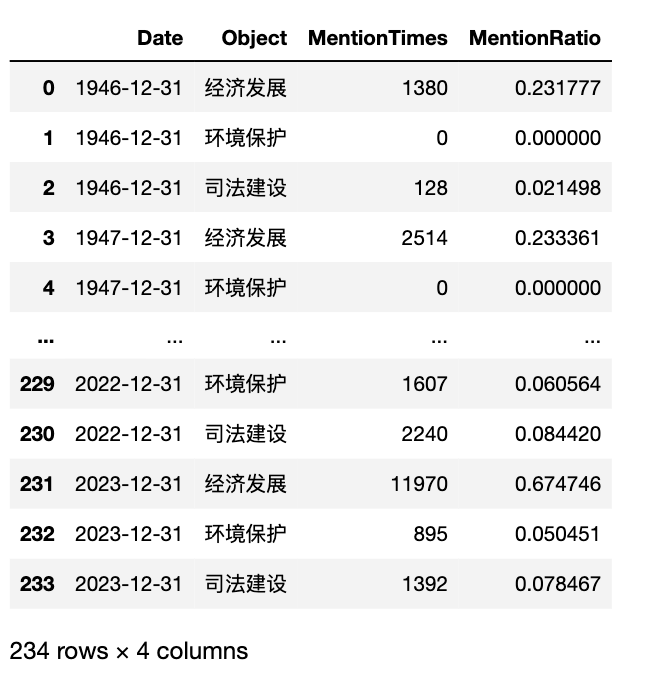 Date Object MentionTimes MentionRatio
0 1946-12-31 经济发展 1380 0.231777
1 1946-12-31 环境保护 0 0.000000
2 1946-12-31 司法建设 128 0.021498
3 1947-12-31 经济发展 2514 0.233361
4 1947-12-31 环境保护 0 0.000000
... ... ... ... ...
229 2022-12-31 环境保护 1607 0.060564
230 2022-12-31 司法建设 2240 0.084420
231 2023-12-31 经济发展 11970 0.674746
232 2023-12-31 环境保护 895 0.050451
233 2023-12-31 司法建设 1392 0.078467
234 rows × 4 columns